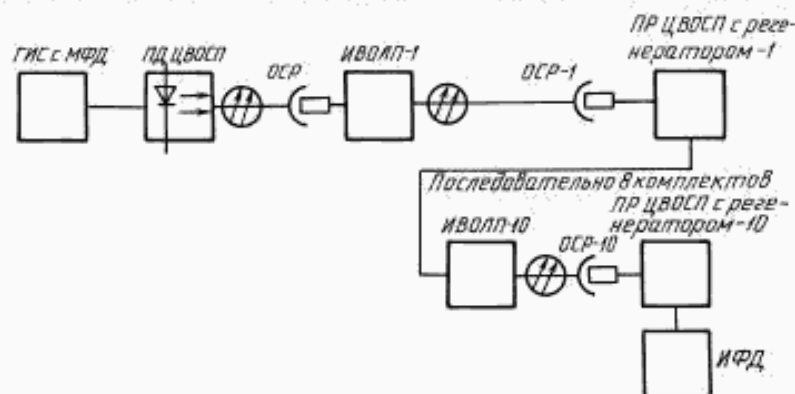 ПР ЦВОСП с реге-
нератором-1
ГИС с МФД
ПД ЦВОСП
ОСР
ИВОЛП-1
ОСР-1
Последовательно 8 комплектов
ПР ЦВОСП с реге-
нератором-10
ИВОЛП-10
ОСР-10
ИФД